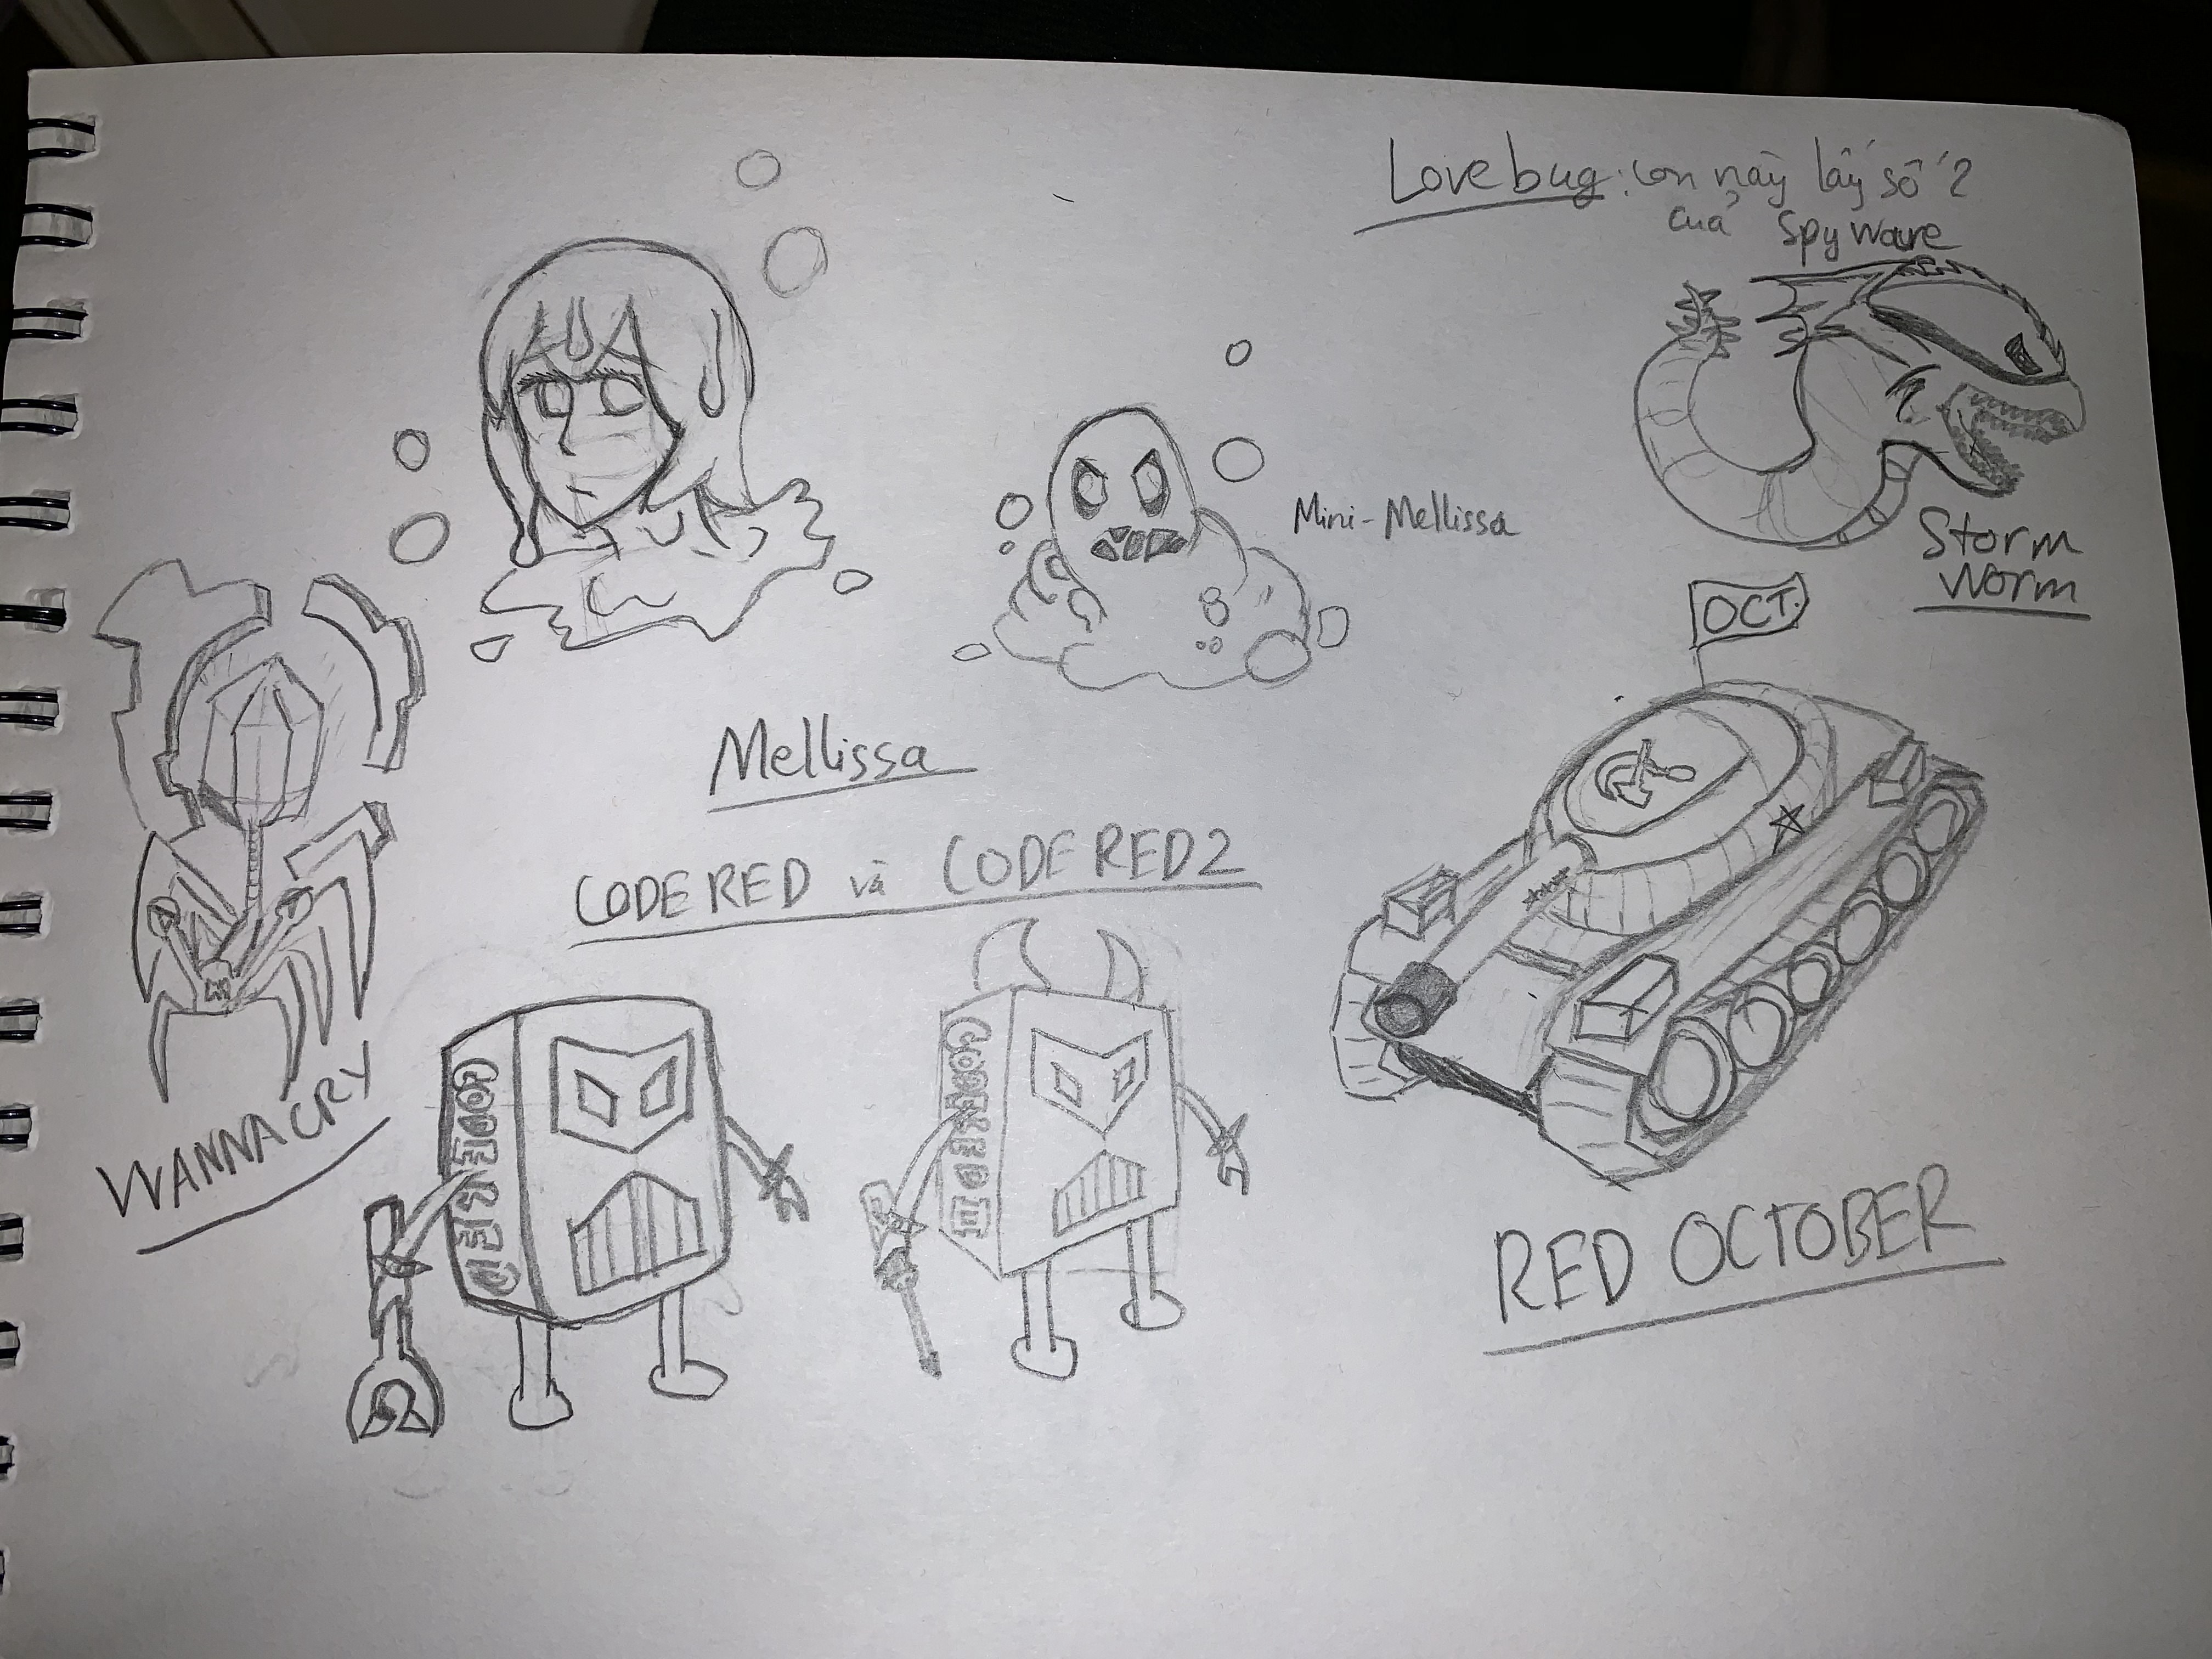 Lovebug: con này lấy số 2
của Spyware
Mini-Mellissa
Storm
Worm
OCT.
Mellissa
CODE RED và CODE RED 2
WANNACRY
CODE RED
CODE RED II
RED OCTOBER